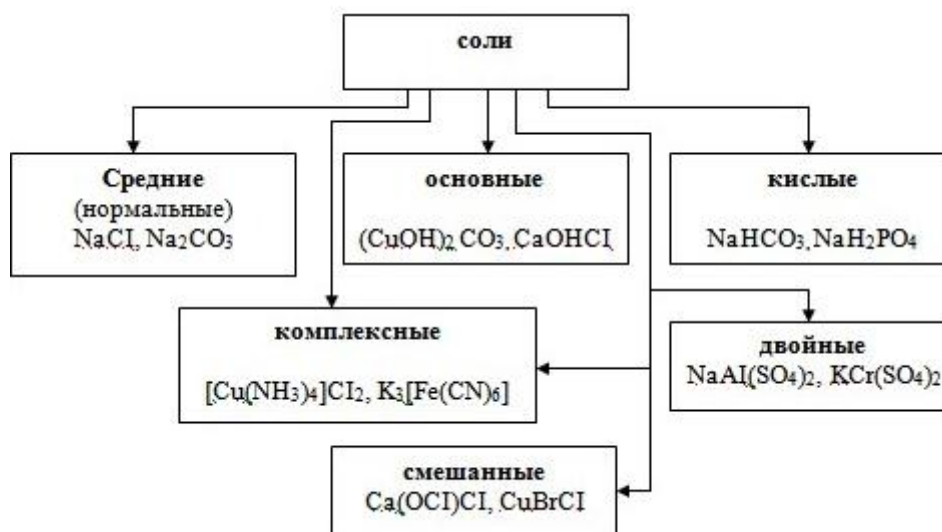 соли
Средние
(нормальные)
NaCI, Na2CO3
основные
(CuOH)2 CO3, CaOHCI
кислые
NaHCO3, NaH2PO4
комплексные
[Cu(NH3)4]CI2, K3[Fe(CN)6]
двойные
NaAI(SO4)2, KCr(SO4)2
смешанные
Ca(OCI)CI, CuBrCI